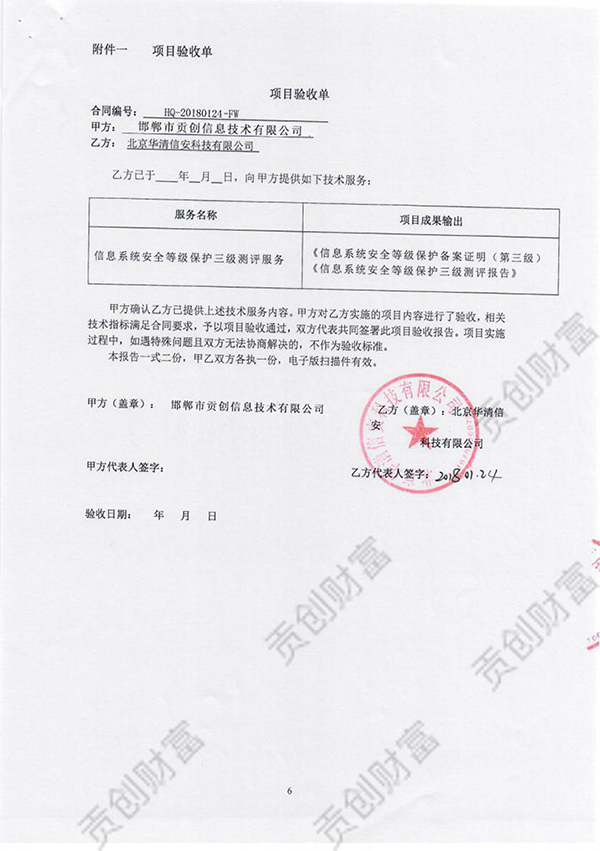 附件一 项目验收单
项目验收单
合同编号: HQ-20180124-FW
甲方: 邯郸市贡创信息技术有限公司
乙方: 北京华清信安科技有限公司
乙方已于____年__月__日,向甲方提供如下技术服务:
服务名称 项目成果输出
信息系统安全等级保护三级测评服务 《信息系统安全等级保护备案证明(第三级)
《信息系统安全等级保护三级测评报告》
甲方确认乙方已提供上述技术服务内容。甲方对乙方实施的项目内容进行了验收,相关
技术指标满足合同要求,予以项目验收通过,双方代表共同签署此项目验收报告。项目实施
过程中,如遇特殊问题且双方无法协商解决的,不作为验收标准。
本报告一式二份,甲乙双方各执一份,电子版扫描件有效。
甲方(盖章): 邯郸市贡创信息技术有限公司
乙方(盖章):北京华清信
安
科技有限公司
甲方代表人签字:
乙方代表人签字: 2018.01.24
验收日期: 年 月 日
北京华清信安科技有限公司
贡创财富
贡创财富
贡创财富
贡创财富
贡创财富
贡创财富
6